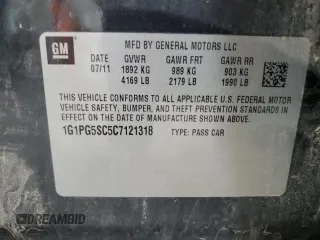 GM
MFD BY GENERAL MOTORS LLC
DATE GVWR GAWR FRT GAWR RR
07/11 1892 KG 989 KG 903 KG
4169 LB 2179 LB 1990 LB
THIS VEHICLE CONFORMS TO ALL APPLICABLE U.S. FEDERAL MOTOR
VEHICLE SAFETY, BUMPER, AND THEFT PREVENTION STANDARDS IN
EFFECT ON THE DATE OF MANUFACTURE SHOWN ABOVE.
1G1PG5SC5C7121318 TYPE: PASS CAR
DREAMBID